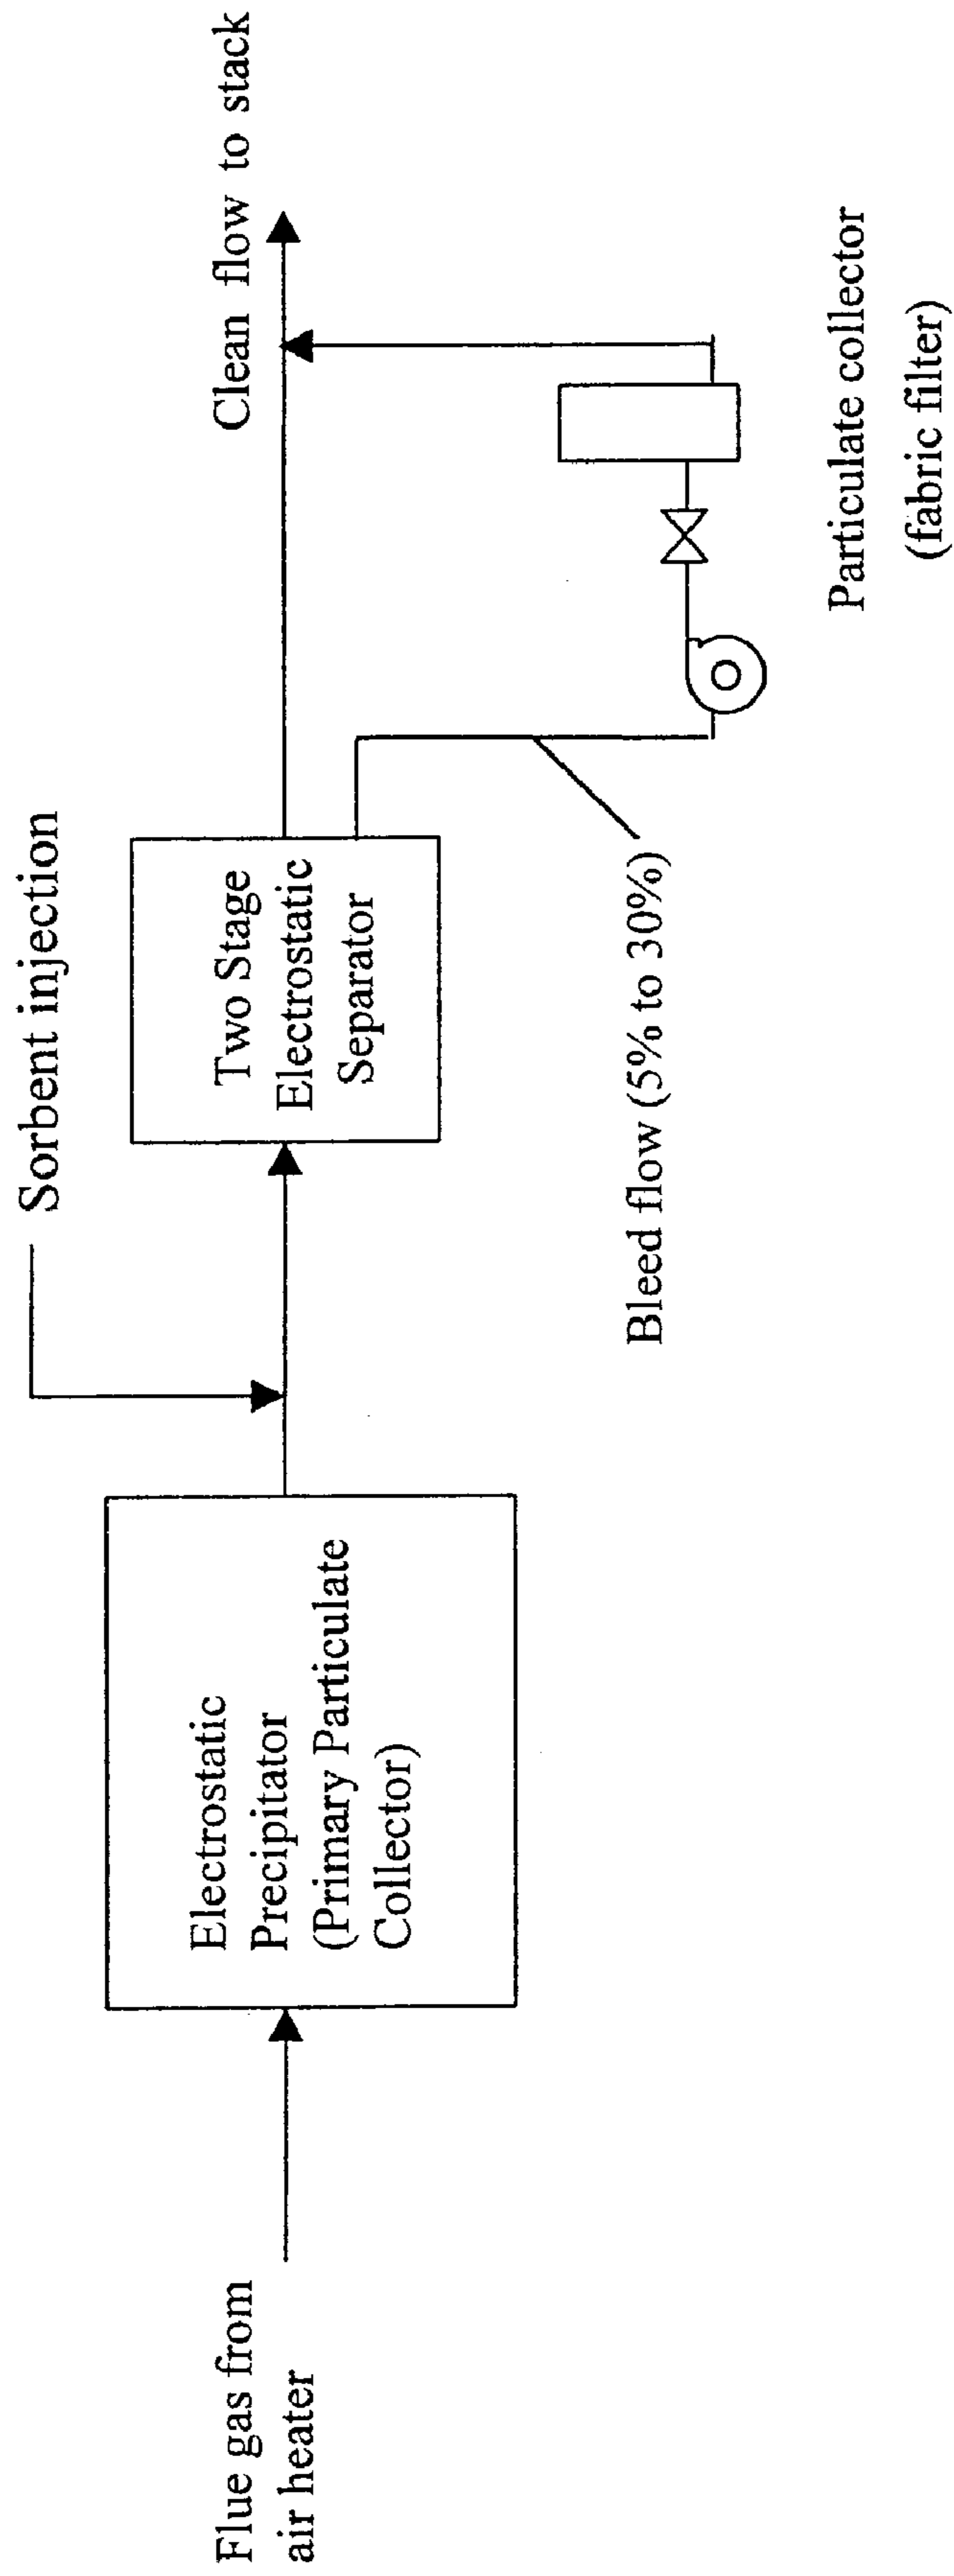 Flue gas from
air heater
Electrostatic
Precipitator
(Primary Particulate
Collector)
Sorbent injection
Two Stage
Electrostatic
Separator
Bleed flow (5% to 30%)
Clean flow to stack
Particulate collector
(fabric filter)